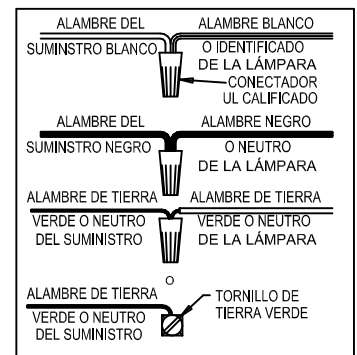 ALAMBRE DEL ALAMBRE BLANCO
SUMINSTRO BLANCO O IDENTIFICADO
DE LA LÁMPARA
CONECTADOR
UL CALIFICADO
ALAMBRE DEL ALAMBRE NEGRO
SUMINSTRO NEGRO O NEUTRO
DE LA LÁMPARA
ALAMBRE DE TIERRA ALAMBRE DE TIERRA
VERDE O NEUTRO VERDE O NEUTRO
DEL SUMINISTRO DE LA LÁMPARA
O
ALAMBRE DE TIERRA TORNILLO DE
VERDE O NEUTRO TIERRA VERDE
DEL SUMINISTRO